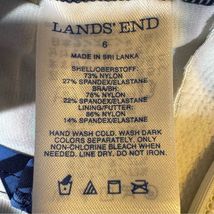 LANDS' END
6
MADE IN SRI LANKA
SHELL/OBERSTOFF:
73% NYLON
27% SPANDEX/ELASTANE
BRA/BH:
78% NYLON
22% SPANDEX/ELASTANE
LINING/FUTTER:
86% NYLON
14% SPANDEX/ELASTANE
HAND WASH COLD. WASH DARK
COLORS SEPARATELY. ONLY
NON-CHLORINE BLEACH WHEN
NEEDED. LINE DRY. DO NOT IRON.